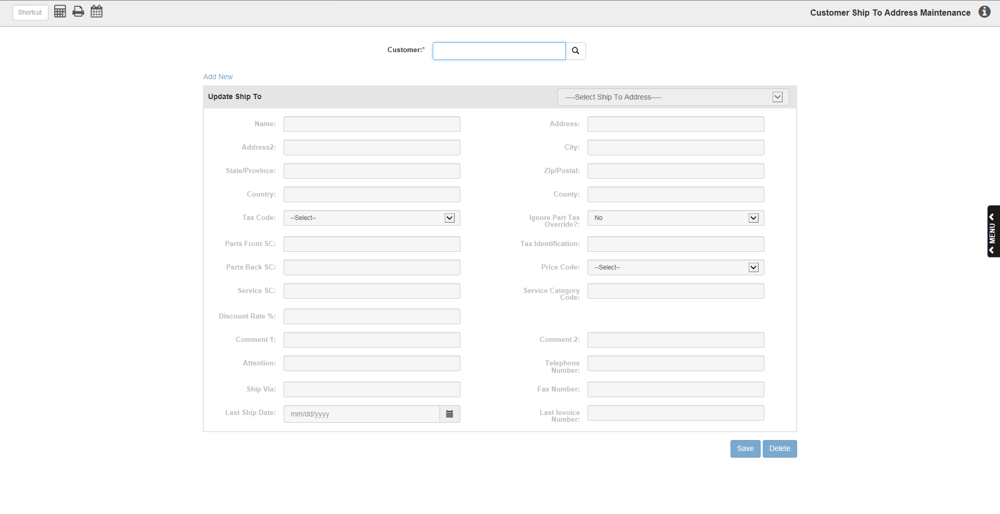 Shortcut
Customer Ship To Address Maintenance
Customer:*
Add New
Update Ship To
----Select Ship To Address----
Name:
Address:
Address2:
City:
State/Province:
Zip/Postal:
Country:
County:
Tax Code:
--Select--
Ignore Part Tax
Override?:
No
Parts Front SC:
Tax Identification:
Parts Back SC:
Price Code:
--Select--
Service SC:
Service Category
Code:
Discount Rate %:
Comment 1:
Comment 2:
Attention:
Telephone
Number:
Ship Via:
Fax Number:
Last Ship Date:
mm/dd/yyyy
Last Invoice
Number:
Save
Delete
MENU